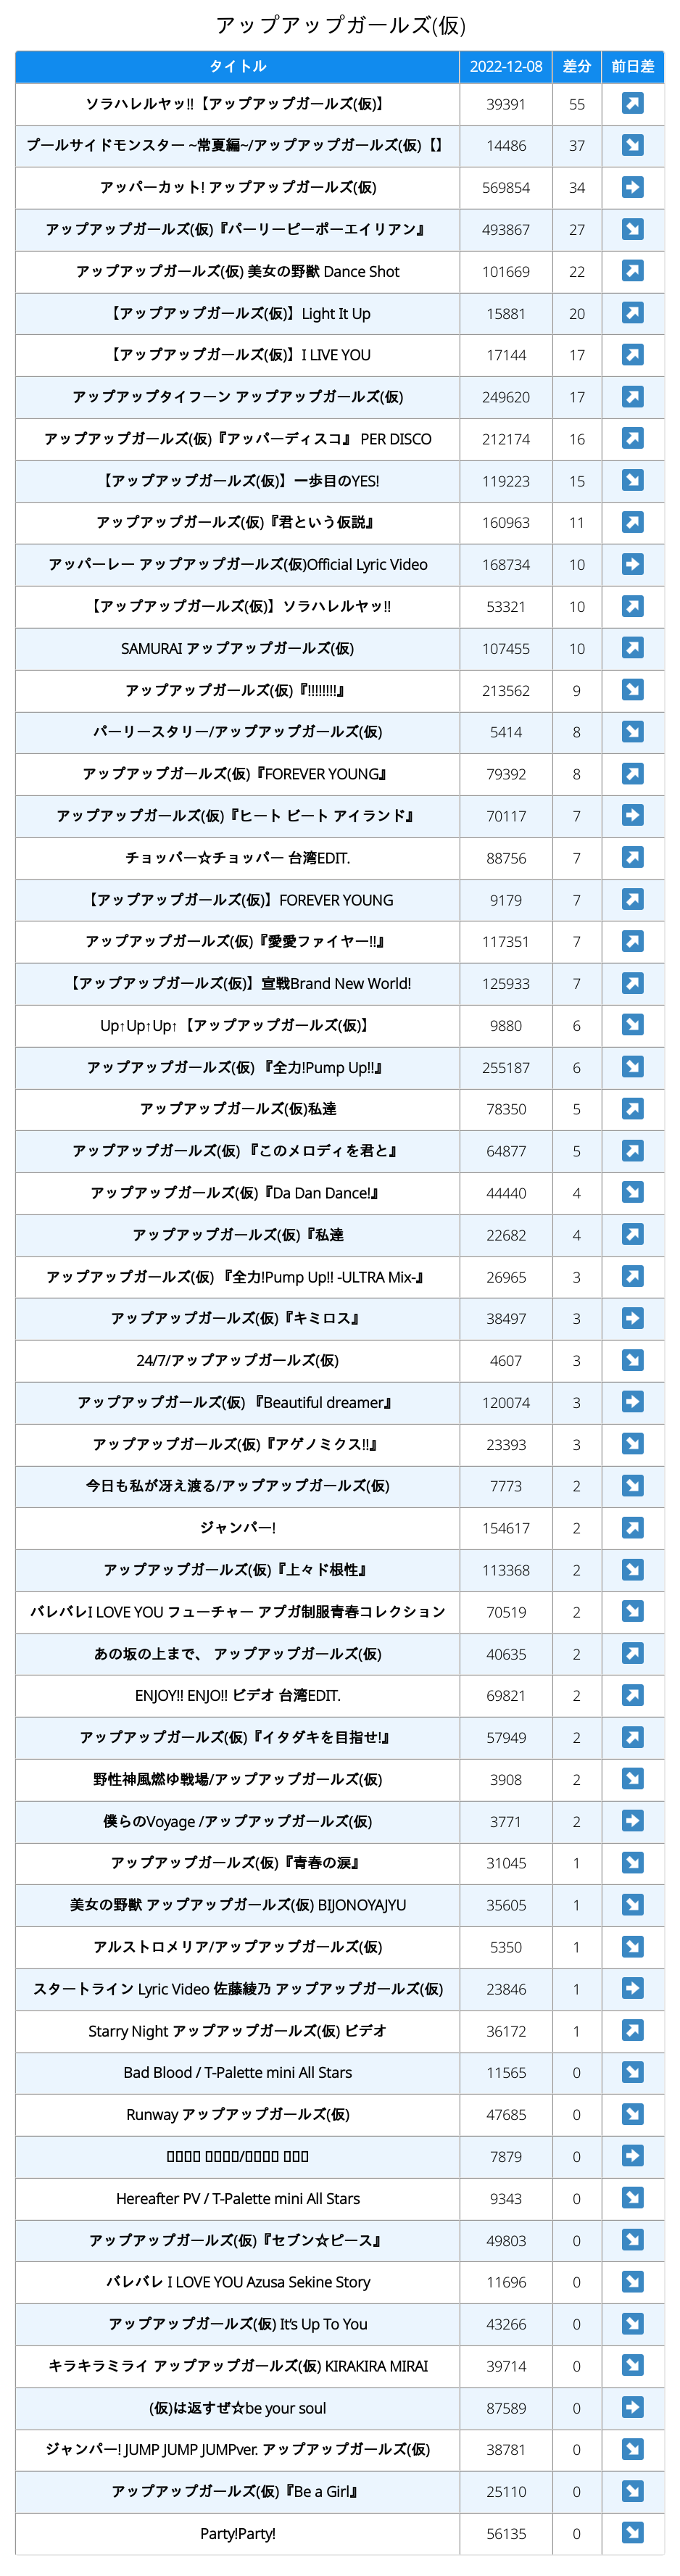 アップアップガールズ(仮)
タイトル 2022-12-08 差分 前日差
ソラハレルヤッ!!【アップアップガールズ(仮)】 39391 55
プールサイドモンスター ~常夏編~/アップアップガールズ(仮)【】 14486 37
アッパーカット! アップアップガールズ(仮) 569854 34
アップアップガールズ(仮)『パーリーピーポーエイリアン』 493867 27
アップアップガールズ(仮) 美女の野獣 Dance Shot 101669 22
【アップアップガールズ(仮)】Light It Up 15881 20
【アップアップガールズ(仮)】I LIVE YOU 17144 17
アップアップタイフーン アップアップガールズ(仮) 249620 17
アップアップガールズ(仮)『アッパーディスコ』 PER DISCO 212174 16
【アップアップガールズ(仮)】一歩目のYES! 119223 15
アップアップガールズ(仮)『君という仮説』 160963 11
アッパーレー アップアップガールズ(仮)Official Lyric Video 168734 10
【アップアップガールズ(仮)】ソラハレルヤッ!! 53321 10
SAMURAI アップアップガールズ(仮) 107455 10
アップアップガールズ(仮)『!!!!!!!!』 213562 9
パーリースタリー/アップアップガールズ(仮) 5414 8
アップアップガールズ(仮)『FOREVER YOUNG』 79392 8
アップアップガールズ(仮)『ヒート ビート アイランド』 70117 7
チョッパー☆チョッパー 台湾EDIT. 88756 7
【アップアップガールズ(仮)】FOREVER YOUNG 9179 7
アップアップガールズ(仮)『愛愛ファイヤー!!』 117351 7
【アップアップガールズ(仮)】宣戦Brand New World! 125933 7
Up↑Up↑Up↑【アップアップガールズ(仮)】 9880 6
アップアップガールズ(仮) 『全力!Pump Up!!』 255187 6
アップアップガールズ(仮)私達 78350 5
アップアップガールズ(仮) 『このメロディを君と』 64877 5
アップアップガールズ(仮)『Da Dan Dance!』 44440 4
アップアップガールズ(仮)『私達 22682 4
アップアップガールズ(仮) 『全力!Pump Up!! -ULTRA Mix-』 26965 3
アップアップガールズ(仮)『キミロス』 38497 3
24/7/アップアップガールズ(仮) 4607 3
アップアップガールズ(仮) 『Beautiful dreamer』 120074 3
アップアップガールズ(仮)『アゲノミクス!!』 23393 3
今日も私が冴え渡る/アップアップガールズ(仮) 7773 2
ジャンパー! 154617 2
アップアップガールズ(仮)『上々ド根性』 113368 2
バレバレI LOVE YOU フューチャー アプガ制服青春コレクション 70519 2
あの坂の上まで、 アップアップガールズ(仮) 40635 2
ENJOY!! ENJO!! ビデオ 台湾EDIT. 69821 2
アップアップガールズ(仮)『イタダキを目指せ!』 57949 2
野性神風燃ゆ戦場/アップアップガールズ(仮) 3908 2
僕らのVoyage /アップアップガールズ(仮) 3771 2
アップアップガールズ(仮)『青春の涙』 31045 1
美女の野獣 アップアップガールズ(仮) BIJONOYAJYU 35605 1
アルストロメリア/アップアップガールズ(仮) 5350 1
スタートライン Lyric Video 佐藤綾乃 アップアップガールズ(仮) 23846 1
Starry Night アップアップガールズ(仮) ビデオ 36172 1
Bad Blood / T-Palette mini All Stars 11565 0
Runway アップアップガールズ(仮) 47685 0
7879 0
Hereafter PV / T-Palette mini All Stars 9343 0
アップアップガールズ(仮)『セブン☆ピース』 49803 0
バレバレ I LOVE YOU Azusa Sekine Story 11696 0
アップアップガールズ(仮) It's Up To You 43266 0
キラキラミライ アップアップガールズ(仮) KIRAKIRA MIRAI 39714 0
(仮)は返すぜ☆be your soul 87589 0
ジャンパー! JUMP JUMP JUMPver. アップアップガールズ(仮) 38781 0
アップアップガールズ(仮)『Be a Girl』 25110 0
Party!Party! 56135 0